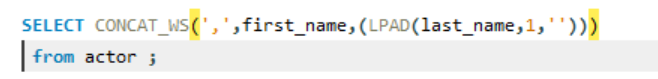 SELECT CONCAT_WS(',',first_name,(LPAD(last_name,1,'')))
from actor ;